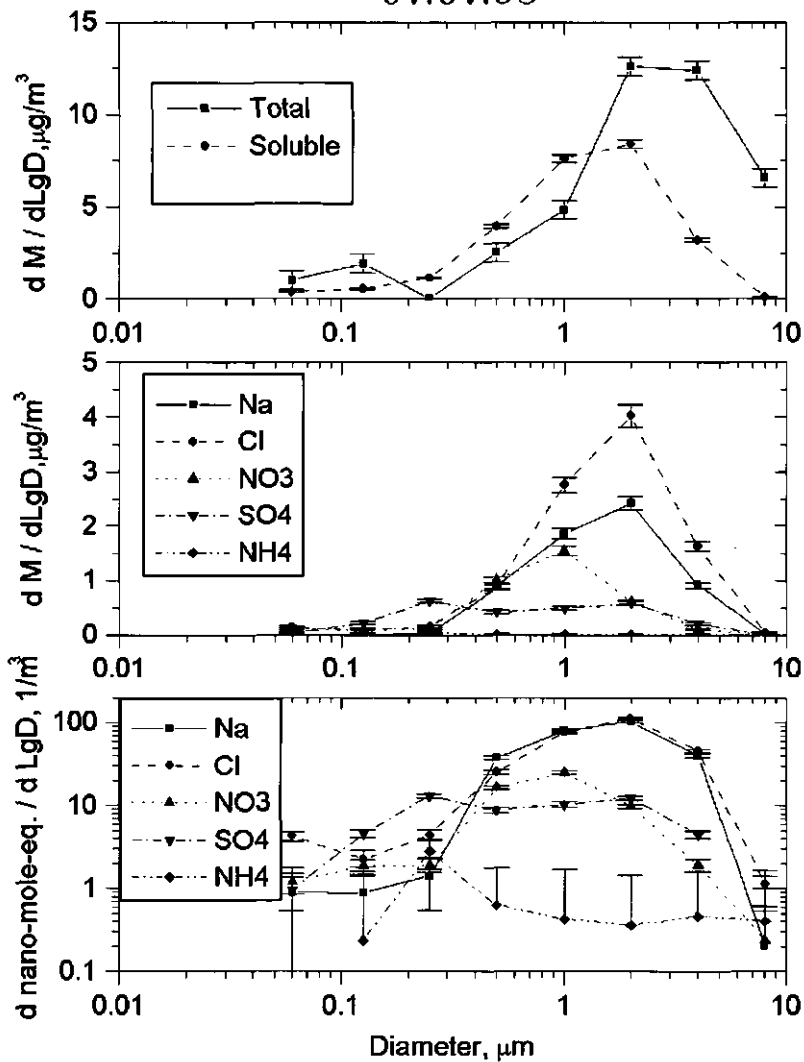 15
10
5
0
d M / dLgD, µg/m³
Total
Soluble
0.01
0.1
1
10
5
4
3
2
1
0
d M / dLgD, µg/m³
Na
Cl
NO3
SO4
NH4
0.01
0.1
1
10
100
10
1
0.1
d nano-mole-eq. / d LgD, 1/m³
Na
Cl
NO3
SO4
NH4
0.01
0.1
1
10
Diameter, µm